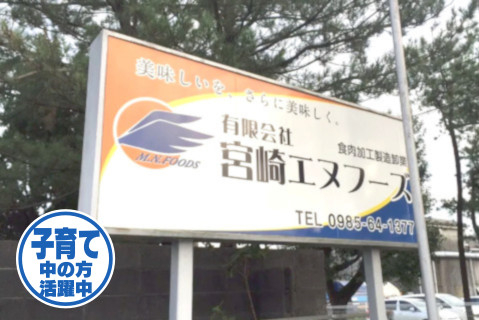 美味しいを、さらに美味しく。
M.N.FOODS
有限会社
食肉加工製造卸業
宮崎エヌフーズ
TEL 0985-64-1377
子育て
中の方
活躍中